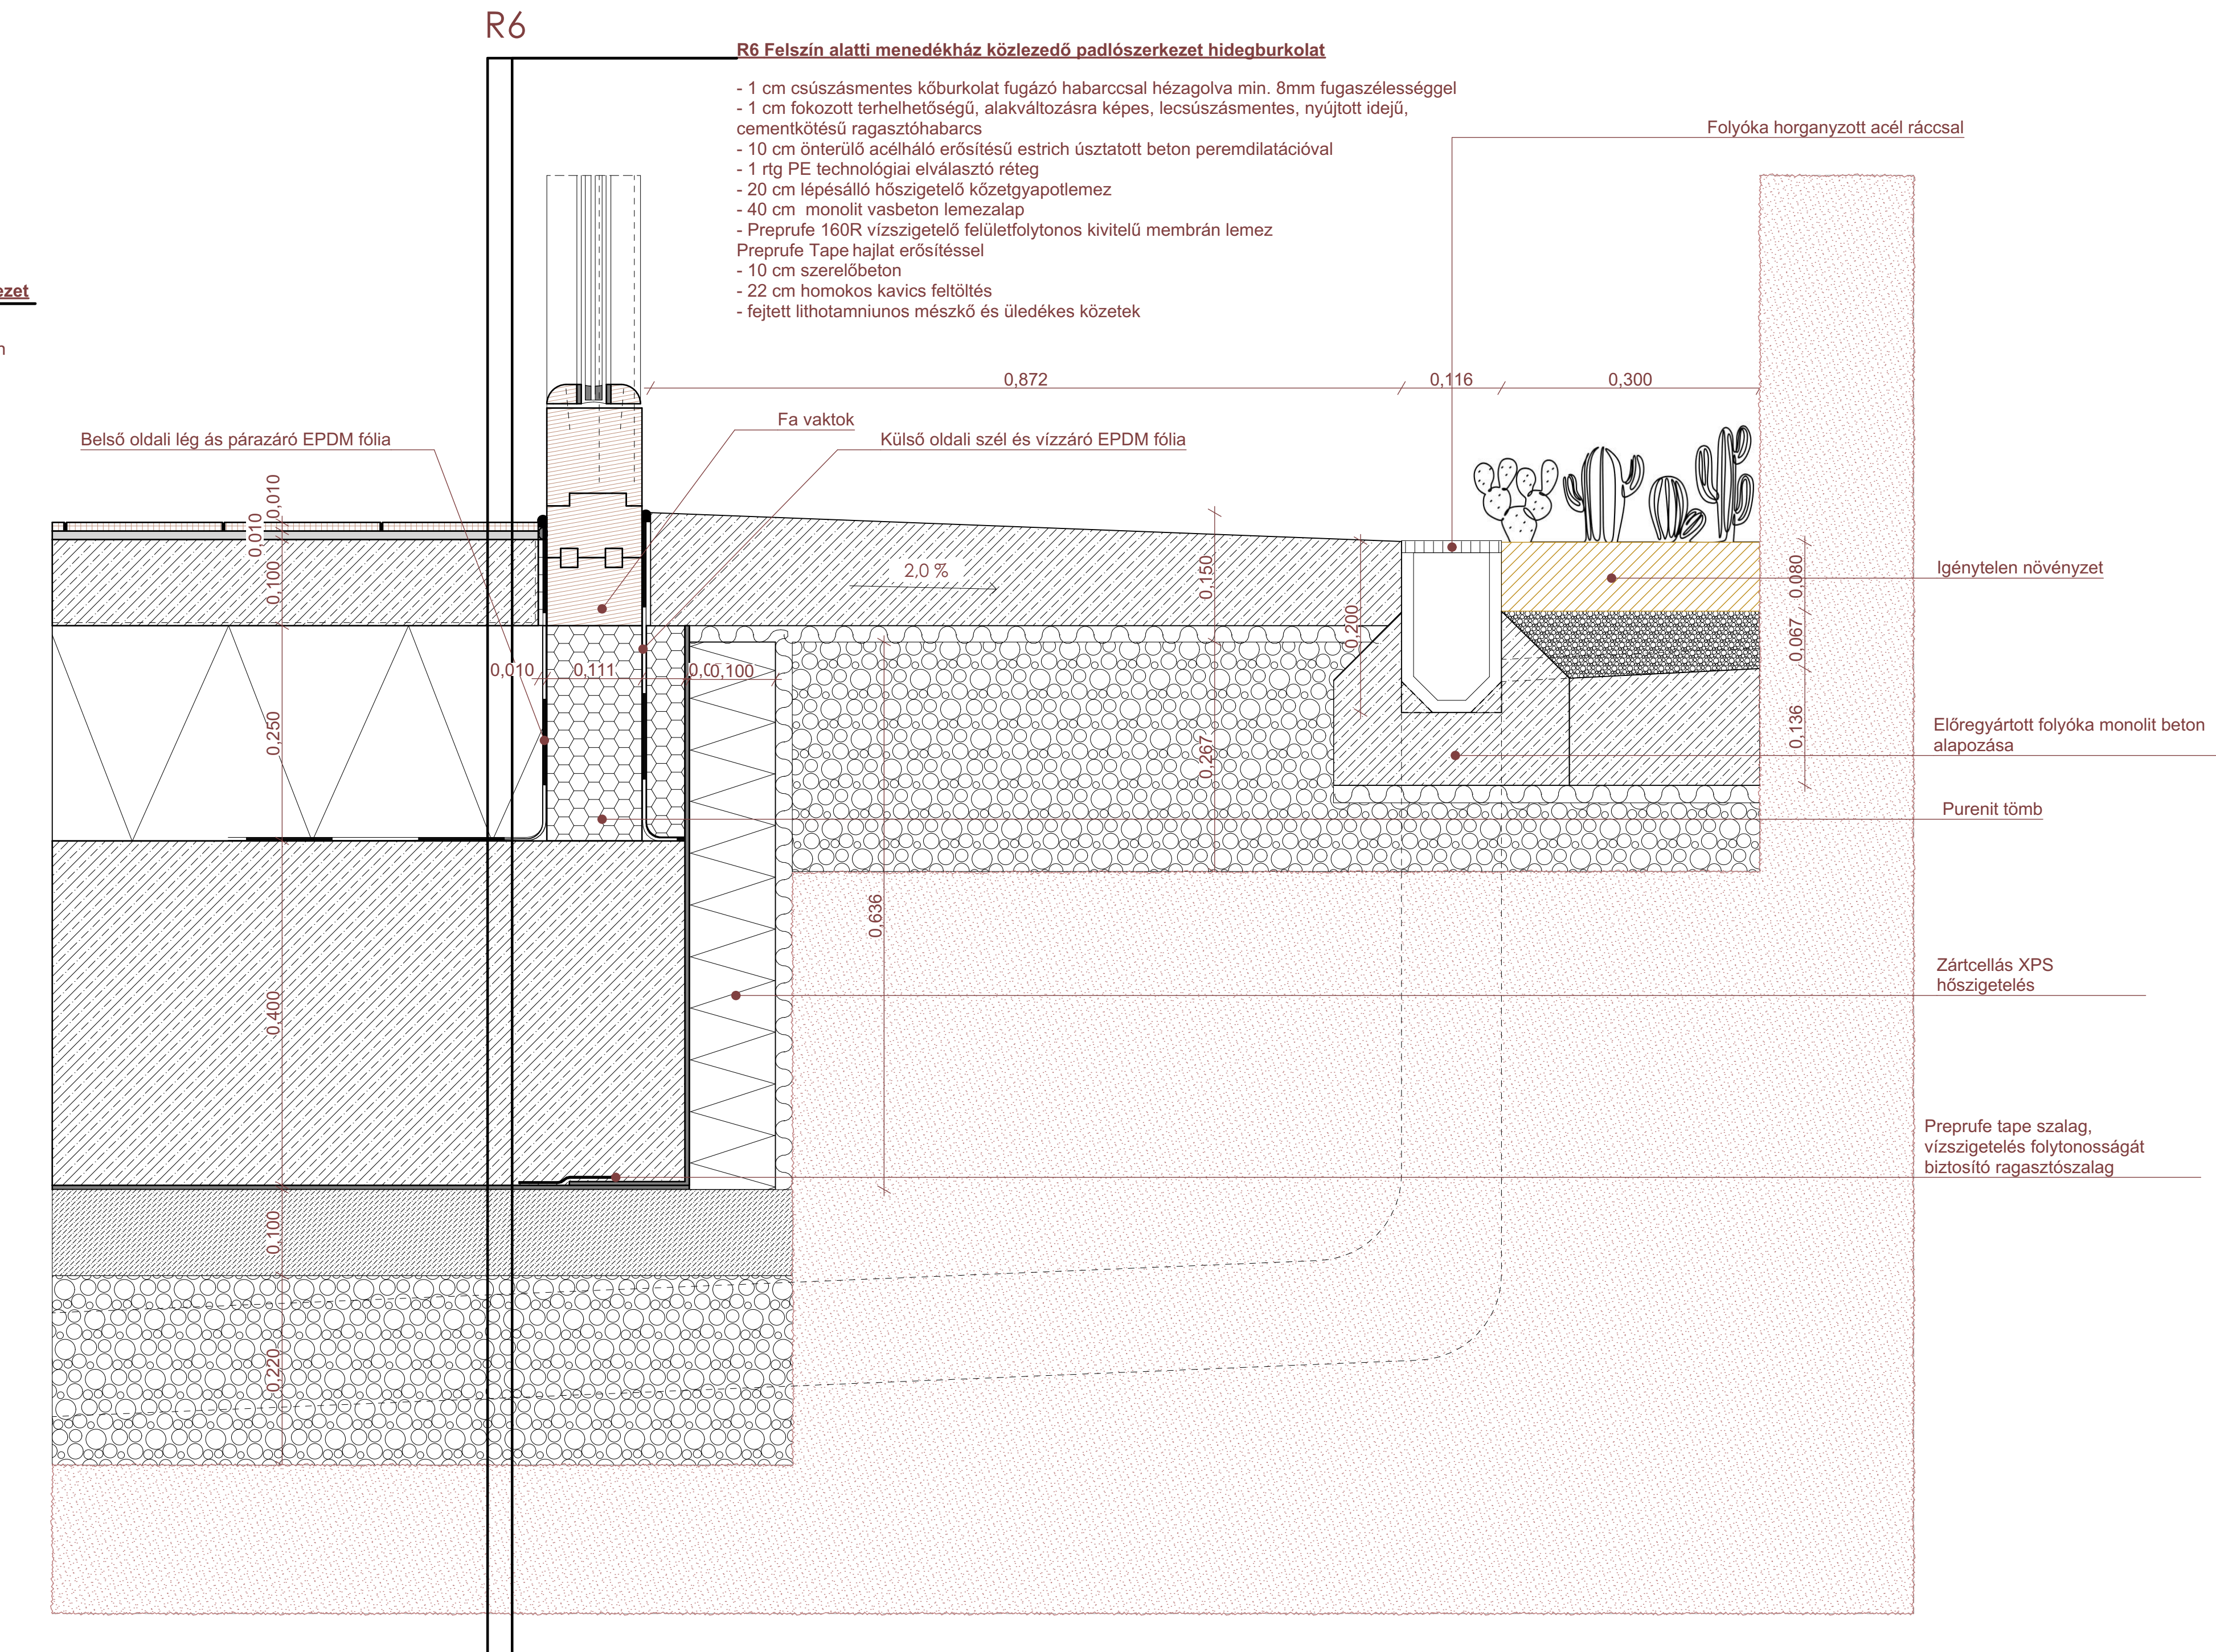 R6
R6 Felszín alatti menedékház közlezedő padlószerkezet hidegburkolat
- 1 cm csúszásmentes kőburkolat fugázó habarccsal hézagolva min. 8mm fugaszélességgel
- 1 cm fokozott terhelhetőségű, alakváltozásra képes, lecsúszásmentes, nyújtott idejű,
cementkötésű ragasztóhabarcs
- 10 cm önterülő acélháló erősítésű estrich úsztatott beton peremdilatációval
- 1 rtg PE technológiai elválasztó réteg
- 20 cm lépésálló hőszigetelő kőzetgyapotlemez
- 40 cm monolit vasbeton lemezalap
- Preprufe 160R vízszigetelő felületfolytonos kivitelű membrán lemez
Preprufe Tape hajlat erősítéssel
- 10 cm szerelőbeton
- 22 cm homokos kavics feltöltés
- fejtett lithotamniunos mészkő és üledékes közetek
Folyóka horganyzott acél ráccsal
ezet
0,872
0,116
0,300
Fa vaktok
Belső oldali lég ás párazáró EPDM fólia
Külső oldali szél és vízzáró EPDM fólia
0,010
0,010
0,100
2,0 %
0,150
0,200
0,080
Igénytelen növényzet
0,067
0,010
0,111
0,100
0,250
0,267
0,136
Előregyártott folyóka monolit beton
alapozása
Purenit tömb
0,636
Zártcellás XPS
hőszigetelés
0,400
Preprufe tape szalag,
vízszigetelés folytonosságát
biztosító ragasztószalag
0,100
0,220